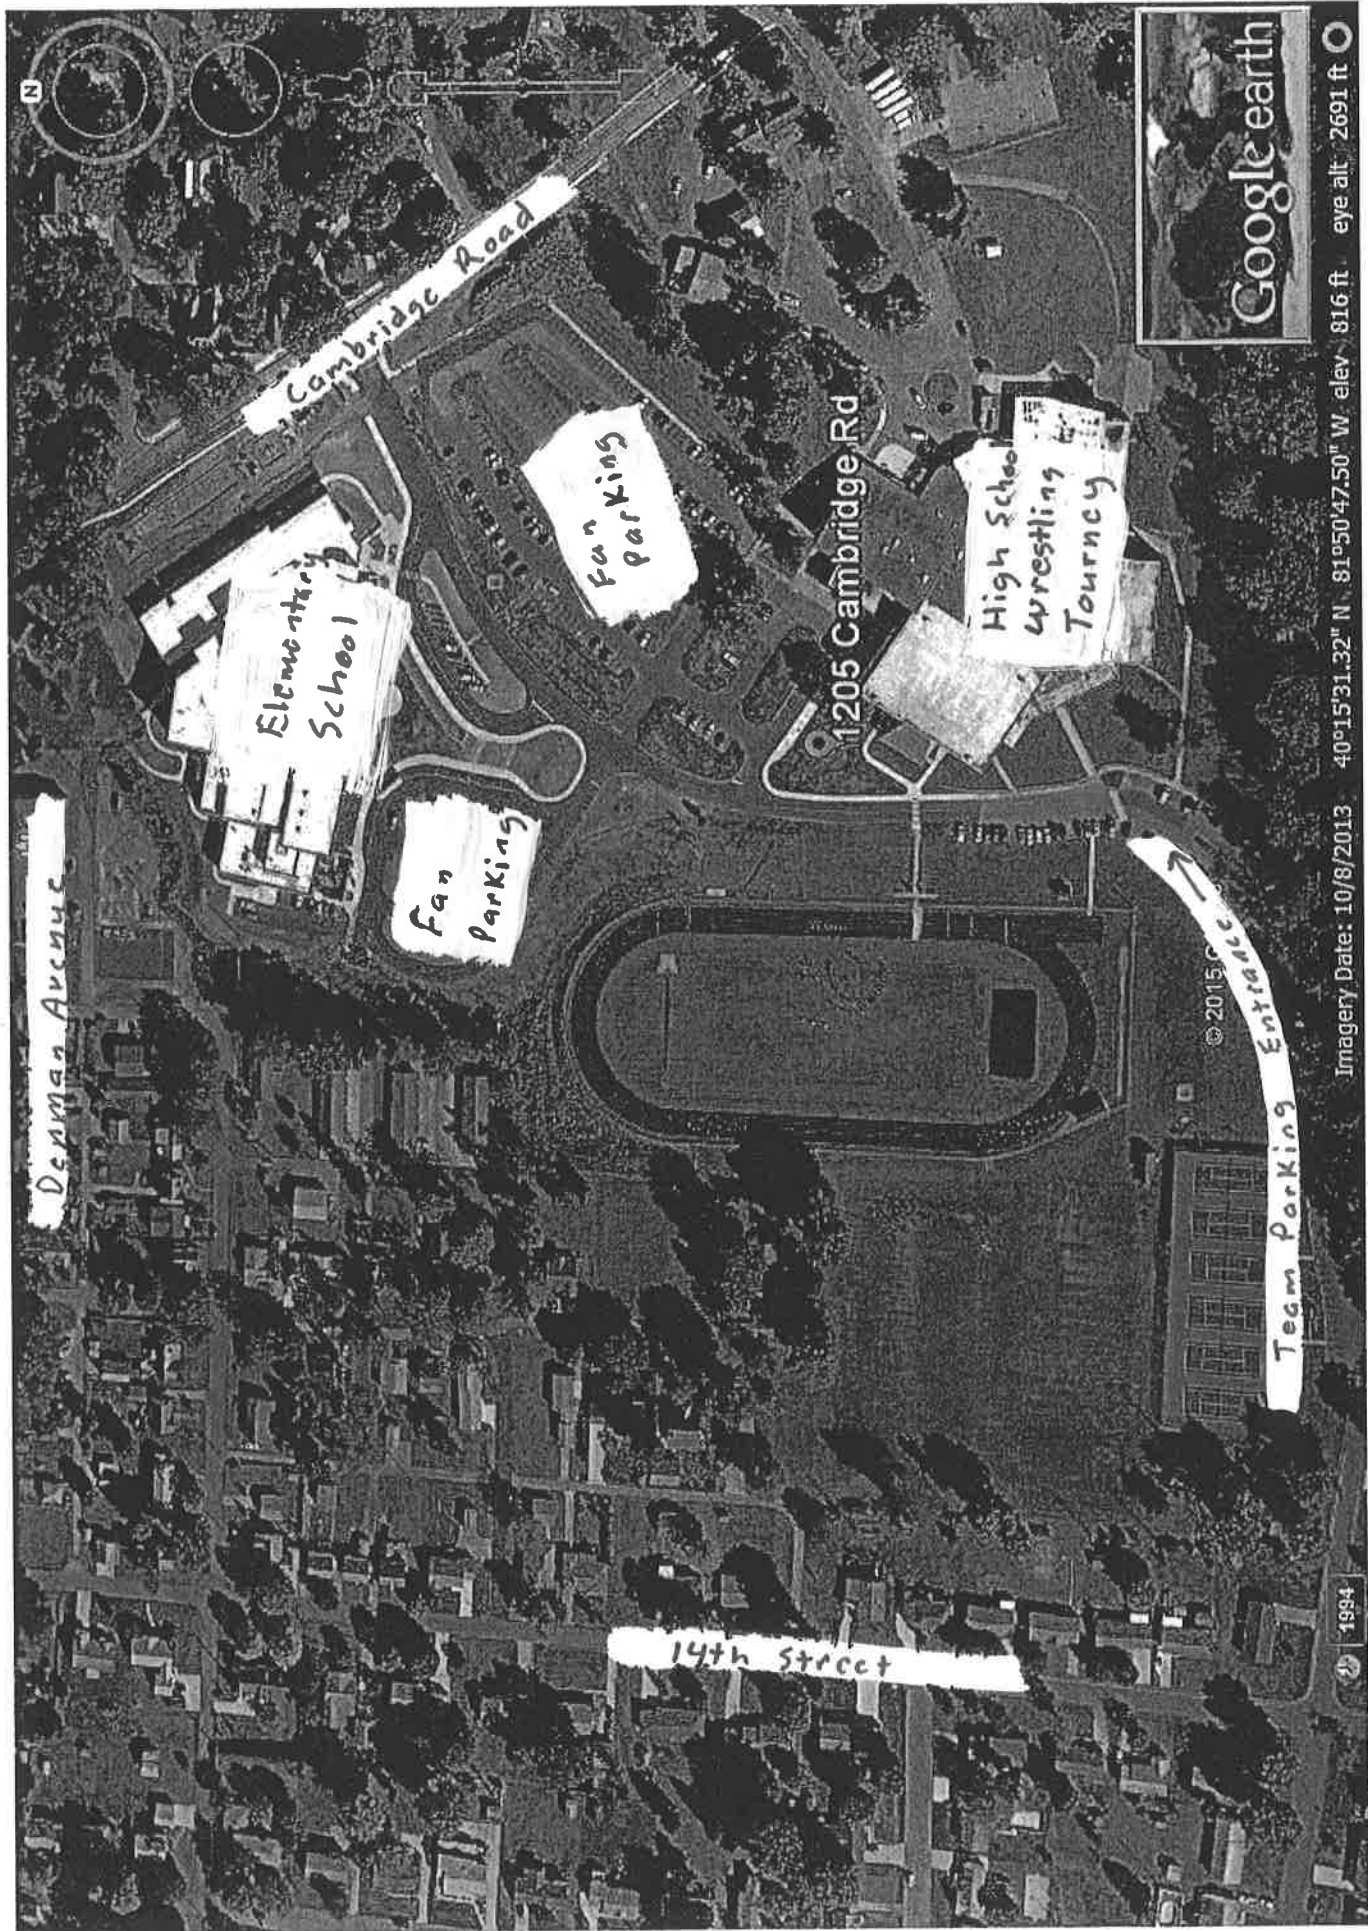 N
Denman Avenue
Cambridge Road
Elementary
School
Fan
Parking
Fan
Parking
1205 Cambridge Rd
High School
Wrestling
Tourney
14th Street
Team Parking Entrance
© 2015
Google earth
1994
Imagery Date: 10/8/2013 40°15'31.32" N 81°50'47.50" W elev 816 ft eye alt 2691 ft